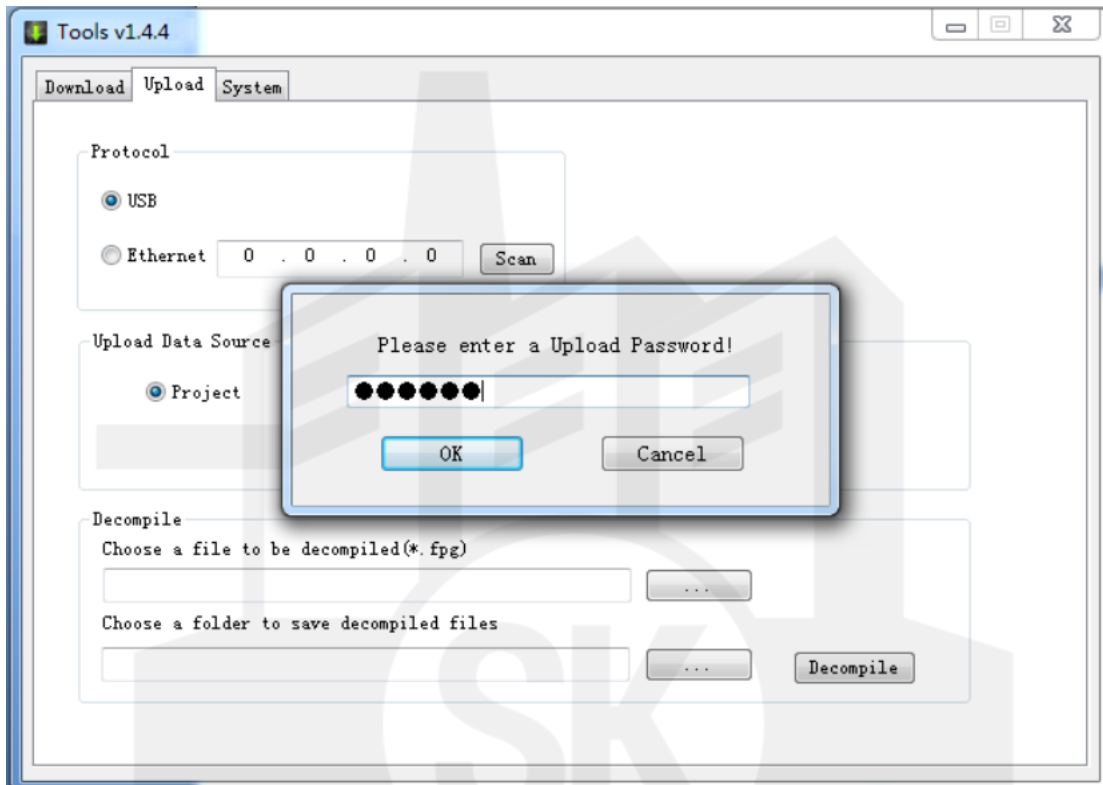 Tools v1.4.4
Download Upload System
Protocol
USB
Ethernet 0 . 0 . 0 . 0 Scan
Upload Data Source
Project
Please enter a Upload Password!
●●●●●●
OK Cancel
Decompile
Choose a file to be decompiled(*.fpg)
...
Choose a folder to save decompiled files
... Decompile
SK